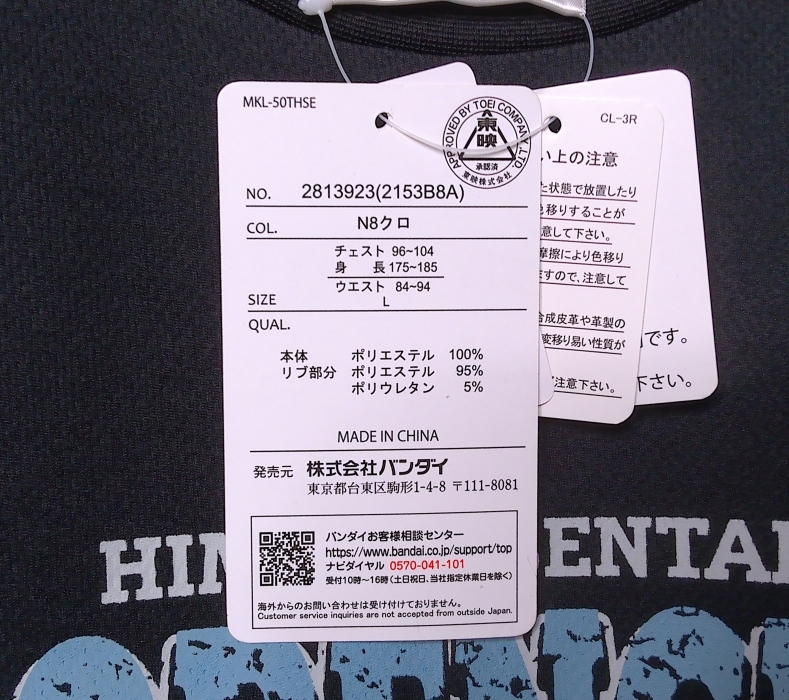 MKL-50THSE
APPROVED BY TOEI COMPANY, LTD.
東映
承認済
東映株式会社
NO. 2813923(2153B8A)
COL. N8クロ
チェスト 96~104
身 長 175~185
ウエスト 84~94
SIZE L
QUAL.
本体 ポリエステル 100%
リブ部分 ポリエステル 95%
ポリウレタン 5%
MADE IN CHINA
発売元 株式会社バンダイ
東京都台東区駒形1-4-8 〒111-8081
バンダイお客様相談センター
https://www.bandai.co.jp/support/top
ナビダイヤル 0570-041-101
受付10時~16時(土日祝日、当社指定休業日を除く)
海外からのお問い合わせは受け付けておりません。
Customer service inquiries are not accepted from outside Japan.
CL-3R
い上の注意
た状態で放置したり
色移りすることが
意して下さい。
摩擦により色移り
ますので、注意して
合成皮革や革製の
変移り易い性質が
注意下さい。
です。
下さい。
HIN
ENTAI